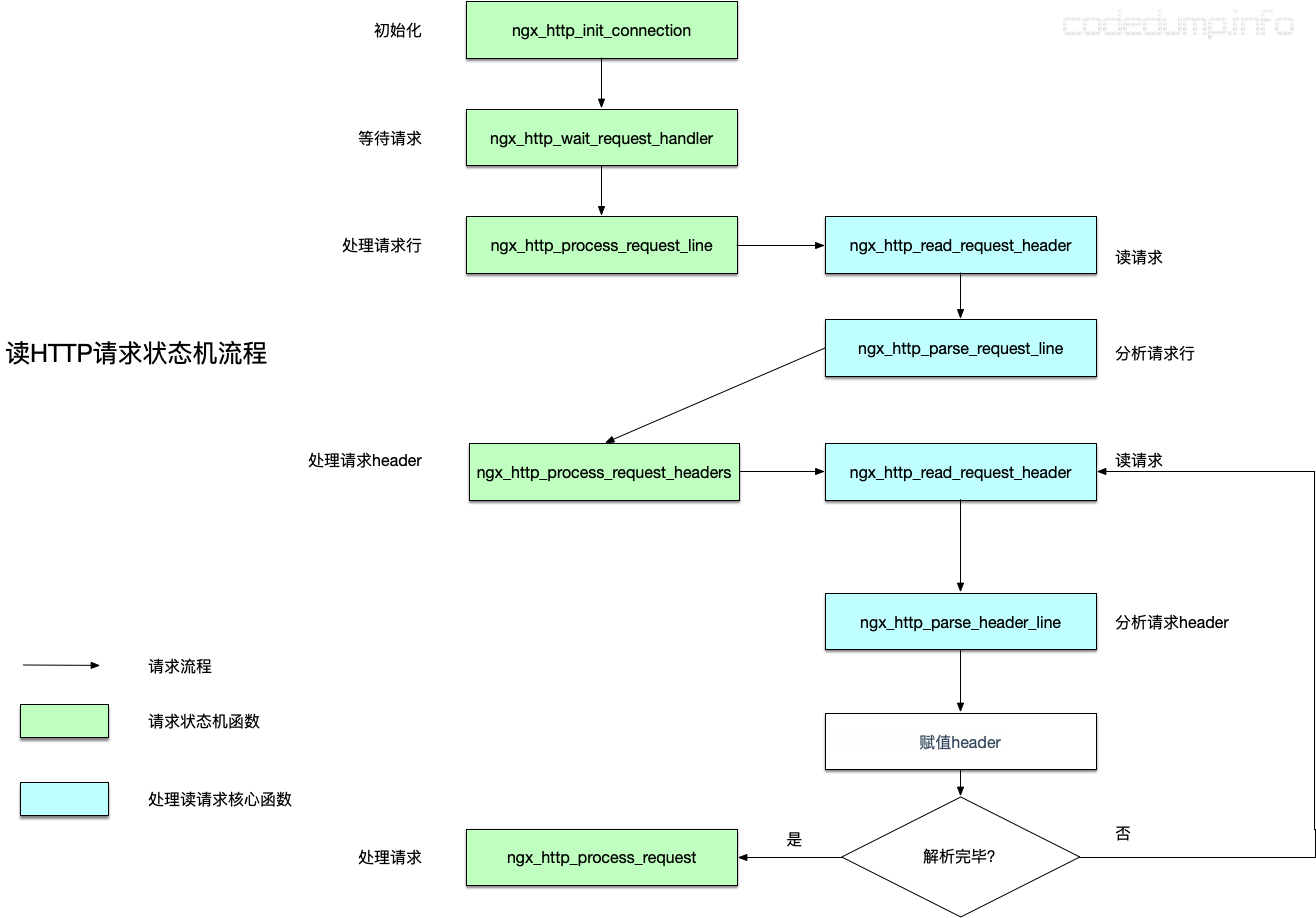 codedump.info
初始化
ngx_http_init_connection
等待请求
ngx_http_wait_request_handler
处理请求行
ngx_http_process_request_line
ngx_http_read_request_header
读请求
读HTTP请求状态机流程
ngx_http_parse_request_line
分析请求行
处理请求header
ngx_http_process_request_headers
ngx_http_read_request_header
读请求
ngx_http_parse_header_line
分析请求header
请求流程
请求状态机函数
赋值header
处理读请求核心函数
处理请求
ngx_http_process_request
是
解析完毕?
否